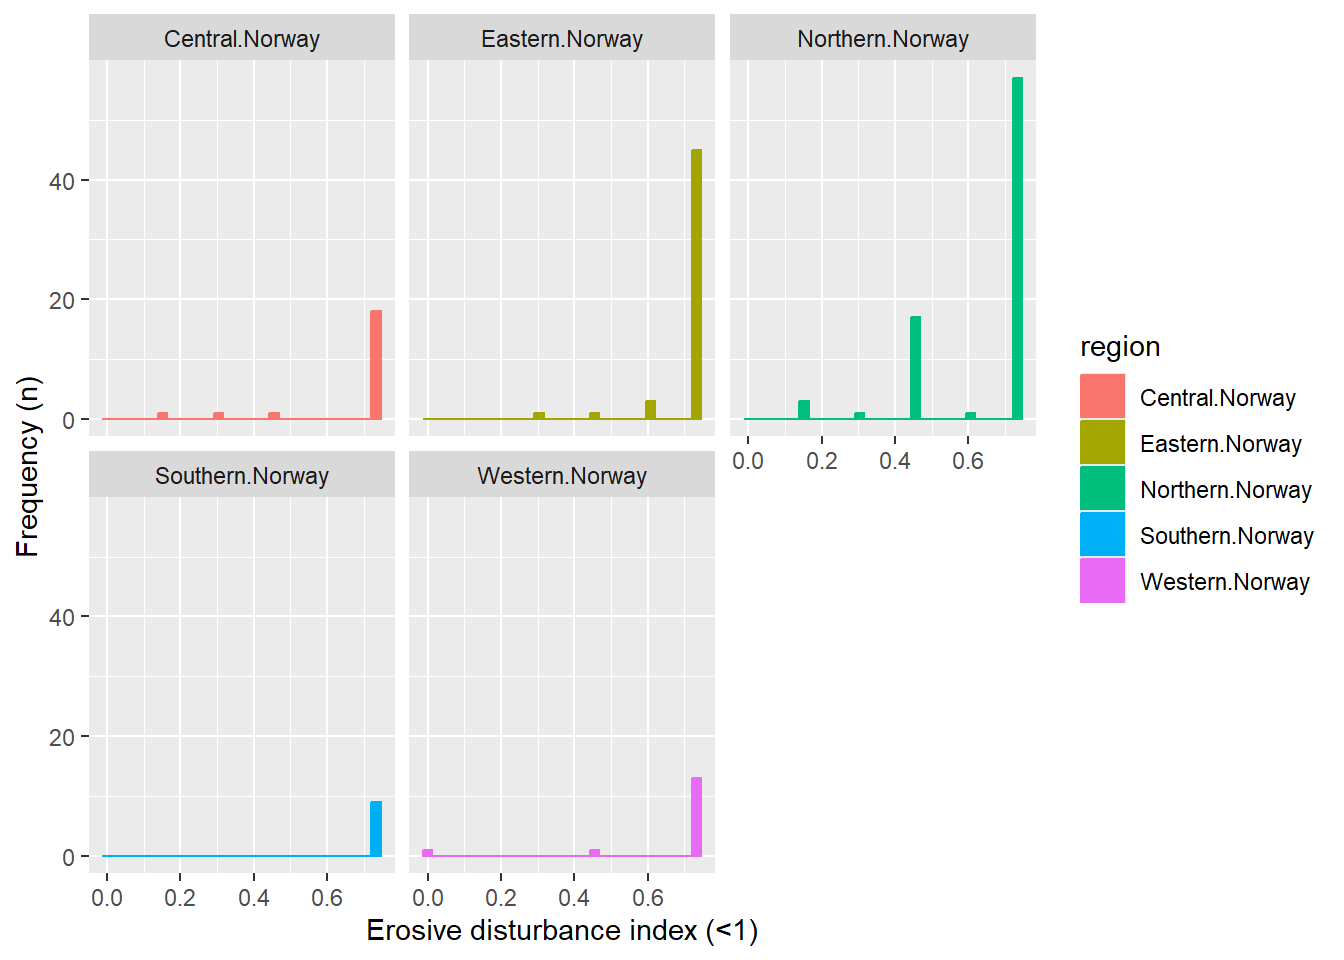 Central.Norway
Eastern.Norway
Northern.Norway
40
20
0
0.0 0.2 0.4 0.6
Southern.Norway
Western.Norway
40
20
0
0.0 0.2 0.4 0.6
0.0 0.2 0.4 0.6
Frequency (n)
Erosive disturbance index (<1)
region
Central.Norway
Eastern.Norway
Northern.Norway
Southern.Norway
Western.Norway